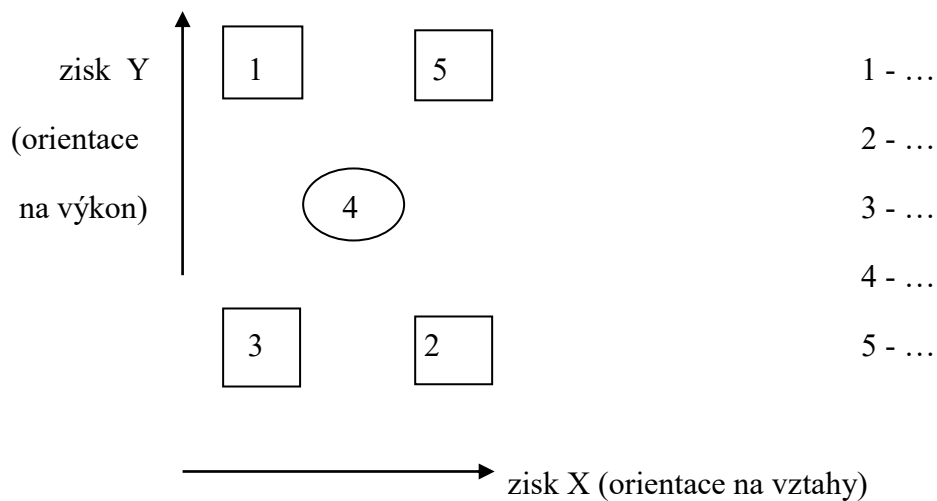 zisk Y 1 5 1 - …
(orientace 2 - …
na výkon) 4 3 - …
4 - …
3 2 5 - …
zisk X (orientace na vztahy)